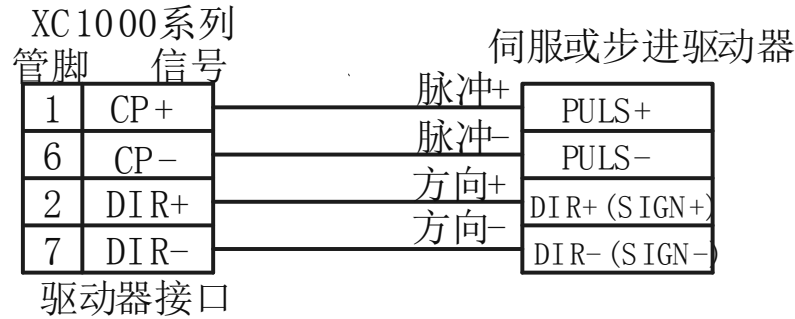 XC1000系列
伺服或步进驱动器
管脚 信号
1 CP+ 脉冲+ PULS+
6 CP- 脉冲- PULS-
2 DIR+ 方向+ DIR+(SIGN+)
7 DIR- 方向- DIR-(SIGN-)
驱动器接口